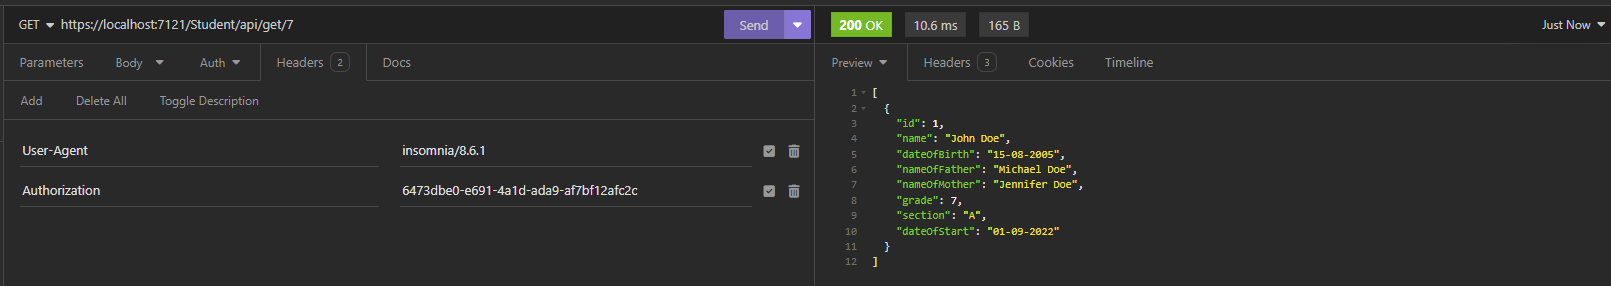 GET https://localhost:7121/Student/api/get/7 Send
Parameters Body Auth Headers 2 Docs
Add Delete All Toggle Description
User-Agent insomnia/8.6.1
Authorization 6473dbe0-e691-4a1d-ada9-af7bf12afc2c
200 OK 10.6 ms 165 B Just Now
Preview Headers 3 Cookies Timeline
1 [
2 {
3 "id": 1,
4 "name": "John Doe",
5 "dateOfBirth": "15-08-2005",
6 "nameOfFather": "Michael Doe",
7 "nameOfMother": "Jennifer Doe",
8 "grade": 7,
9 "section": "A",
10 "dateOfStart": "01-09-2022"
11 }
12 ]